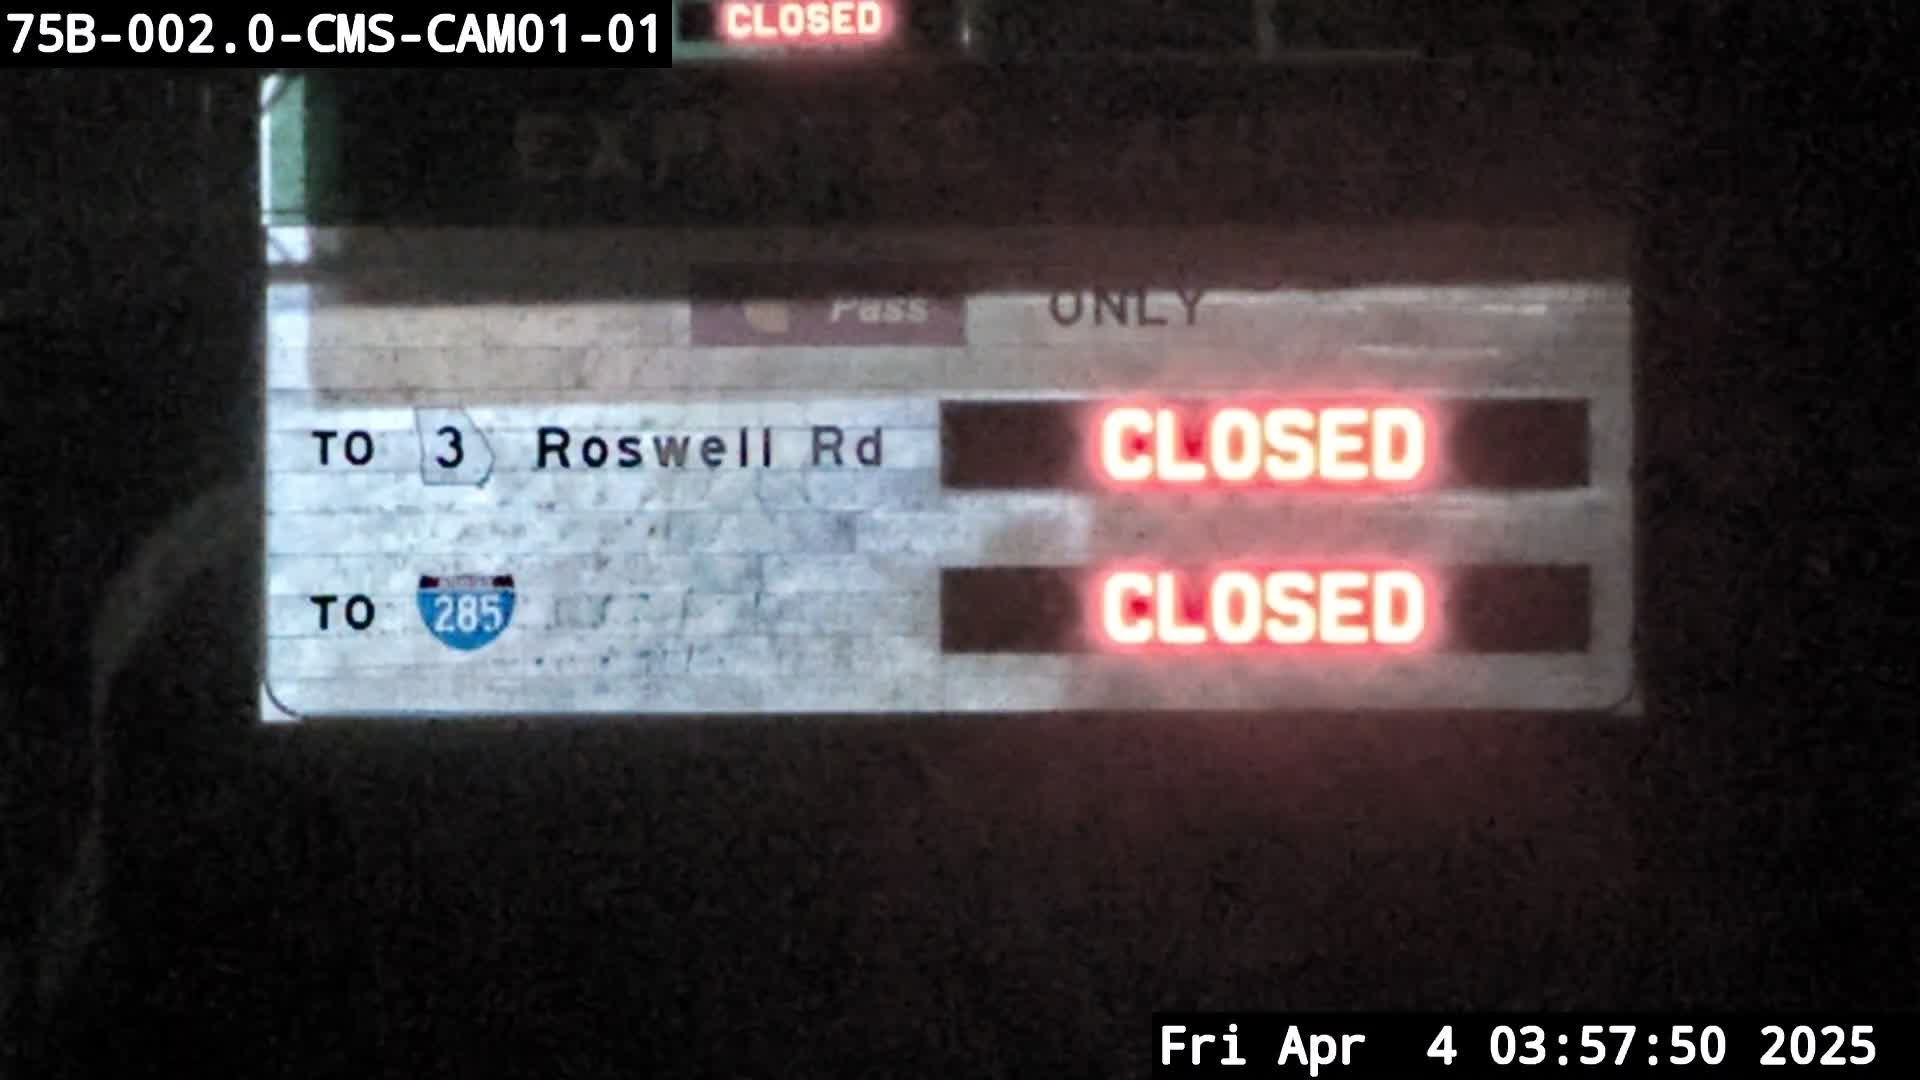 75B-002.0-CMS-CAM01-01
CLOSED
Pass ONLY
TO 3 Roswell Rd CLOSED
TO 285 CLOSED
Fri Apr 4 03:57:50 2025